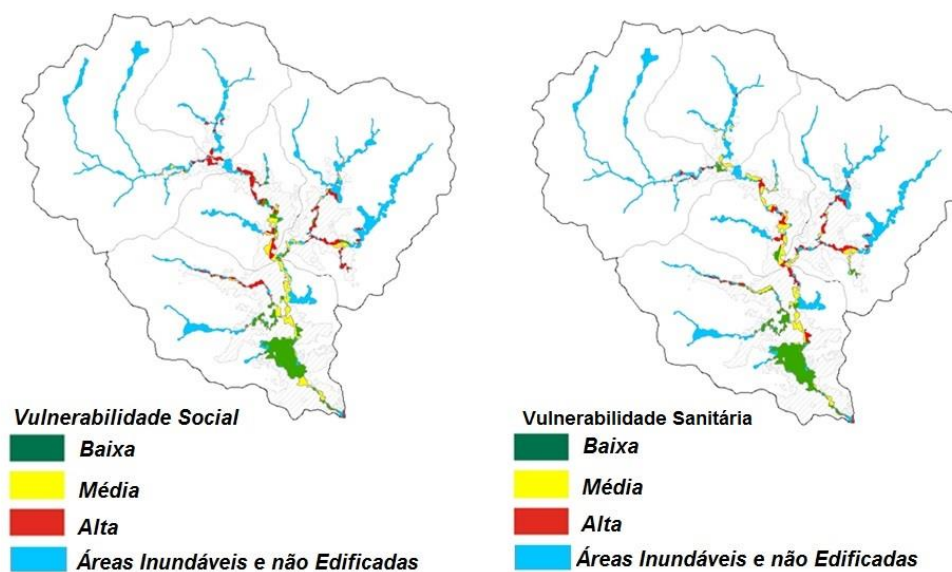 Vulnerabilidade Social
Baixa
Média
Alta
Áreas Inundáveis e não Edificadas
Vulnerabilidade Sanitária
Baixa
Média
Alta
Áreas Inundáveis e não Edificadas